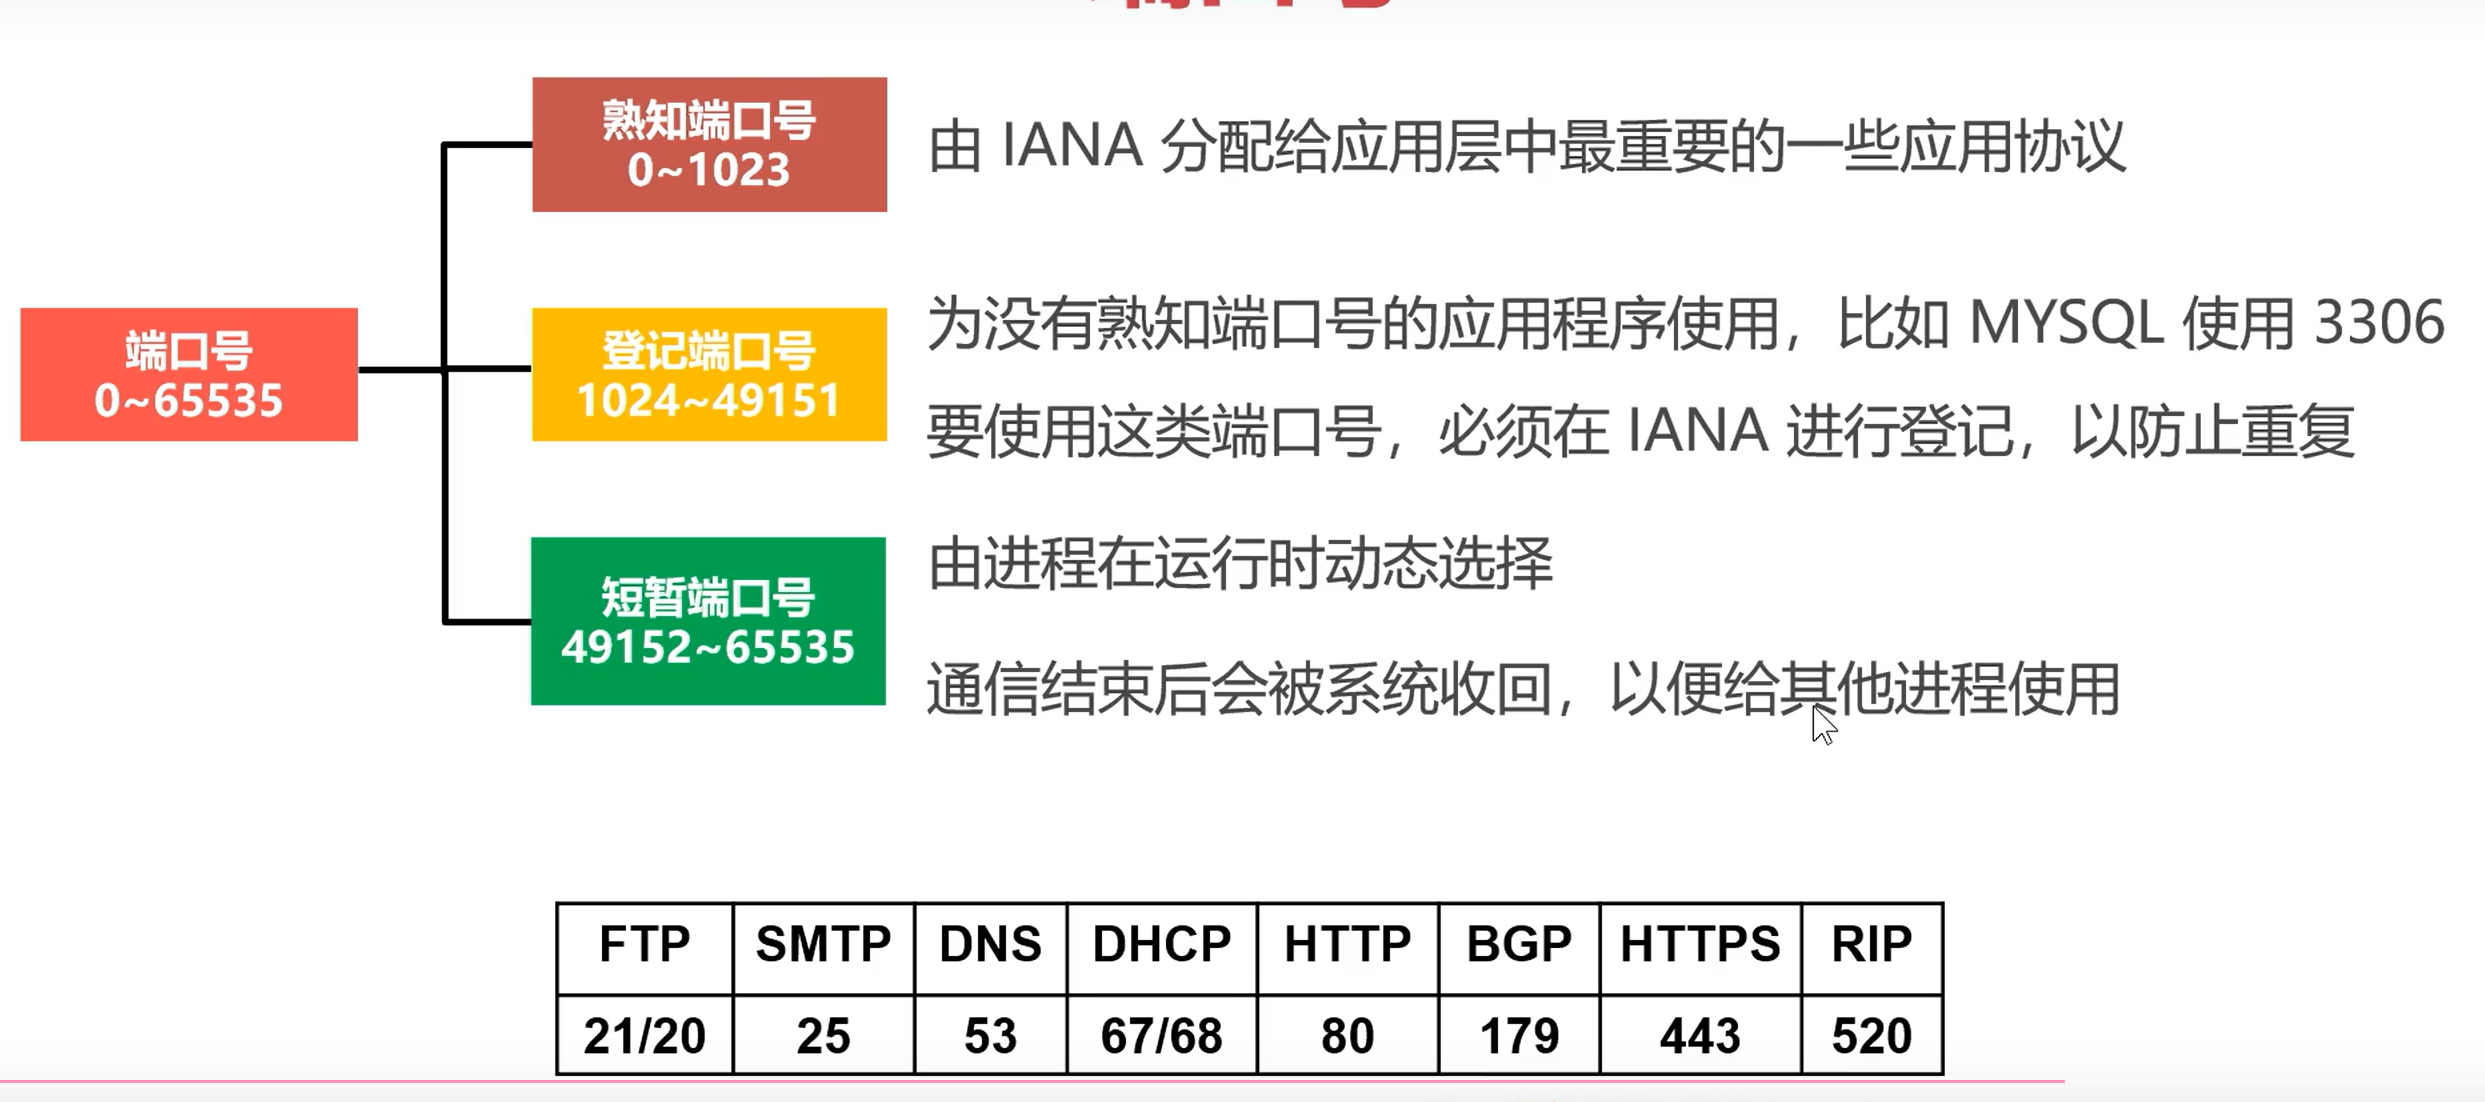 端口号
熟知端口号
0~1023
由 IANA 分配给应用层中最重要的一些应用协议
端口号
0~65535
登记端口号
1024~49151
为没有熟知端口号的应用程序使用，比如 MYSQL 使用 3306
要使用这类端口号，必须在 IANA 进行登记，以防止重复
短暂端口号
49152~65535
由进程在运行时动态选择
通信结束后会被系统收回，以便给其他进程使用
FTP SMTP DNS DHCP HTTP BGP HTTPS RIP
21/20 25 53 67/68 80 179 443 520